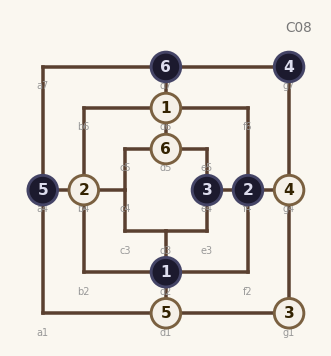 C08
6 4
a7 d7 g7
1
b6 d6 f6
6
c5 d5 e5
5 2 3 2 4
a4 b4 c4 e4 f4 g4
c3 d3 e3
1
b2 d2 f2
5 3
a1 d1 g1